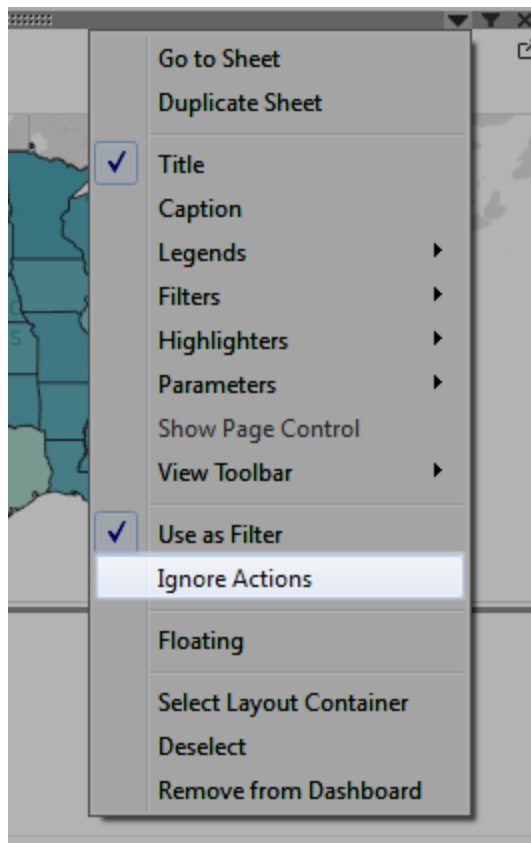 Go to Sheet
Duplicate Sheet
Title
Caption
Legends
Filters
Highlighters
Parameters
Show Page Control
View Toolbar
Use as Filter
Ignore Actions
Floating
Select Layout Container
Deselect
Remove from Dashboard